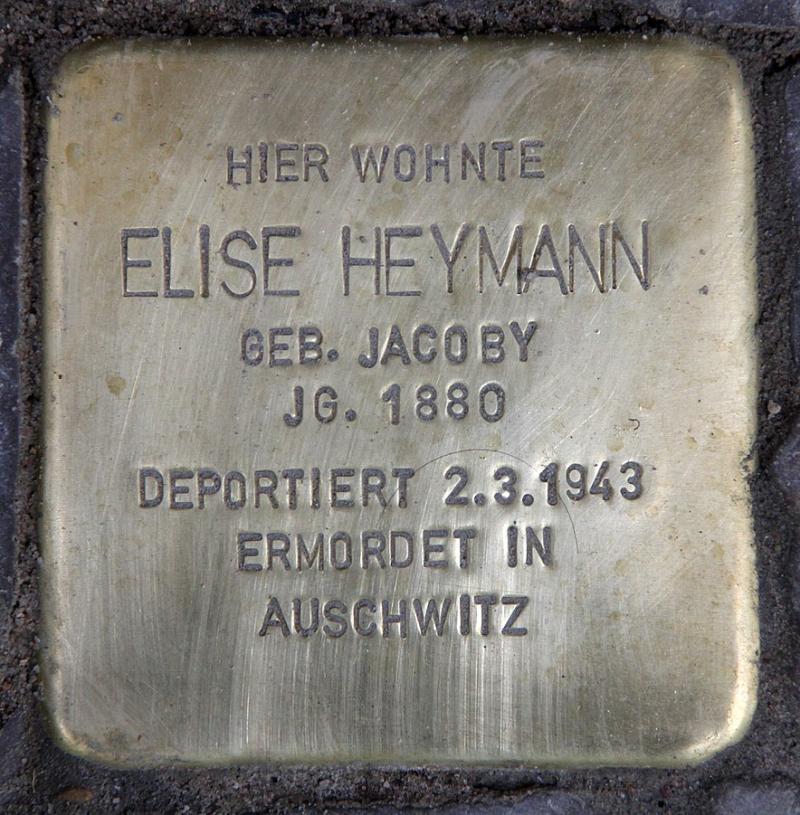 HIER WOHNTE
ELISE HEYMANN
GEB. JACOBY
JG. 1880
DEPORTIERT 2.3.1943
ERMORDET IN
AUSCHWITZ